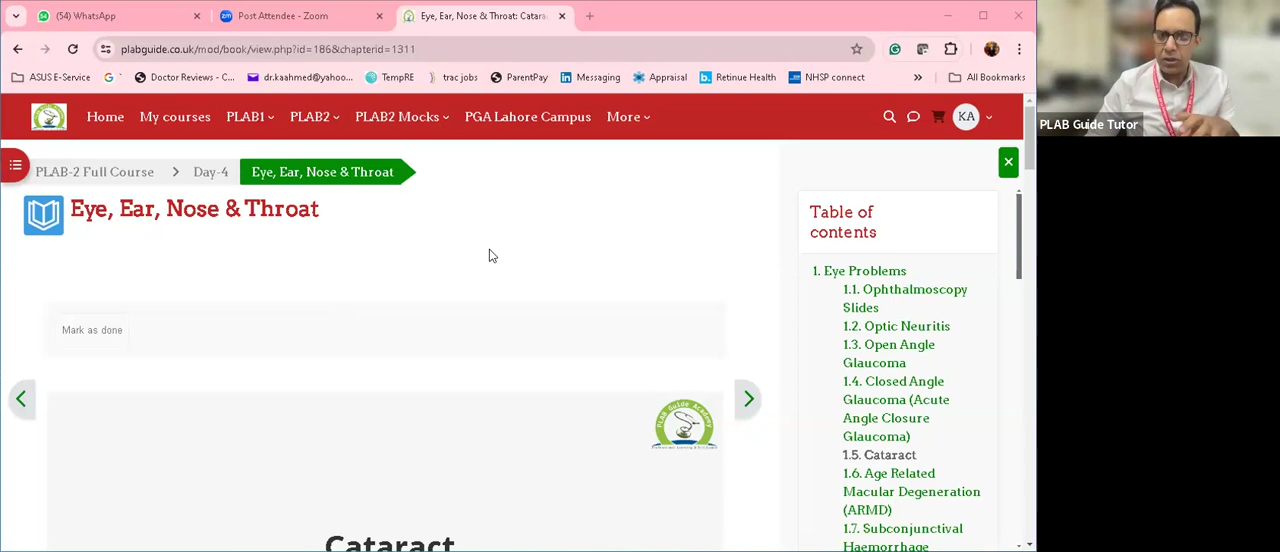 (54) WhatsApp
Post Attendee - Zoom
Eye, Ear, Nose & Throat: Catara
plabguide.co.uk/mod/book/view.php?id=186&chapterid=1311
ASUS E-Service
Doctor Reviews - C...
dr.kaahmed@yahoo...
TempRE
trac jobs
ParentPay
Messaging
Appraisal
Retinue Health
NHSP connect
»
All Bookmarks
PLAB Guide Tutor
Home
My courses
PLAB1
PLAB2
PLAB2 Mocks
PGA Lahore Campus
More
KA
PLAB-2 Full Course
Day-4
Eye, Ear, Nose & Throat
Eye, Ear, Nose & Throat
Mark as done
PLAB Guide Academy
Cataract
Table of
contents
1. Eye Problems
1.1. Ophthalmoscopy
Slides
1.2. Optic Neuritis
1.3. Open Angle
Glaucoma
1.4. Closed Angle
Glaucoma (Acute
Angle Closure
Glaucoma)
1.5. Cataract
1.6. Age Related
Macular Degeneration
(ARMD)
1.7. Subconjunctival
Haemorrhage